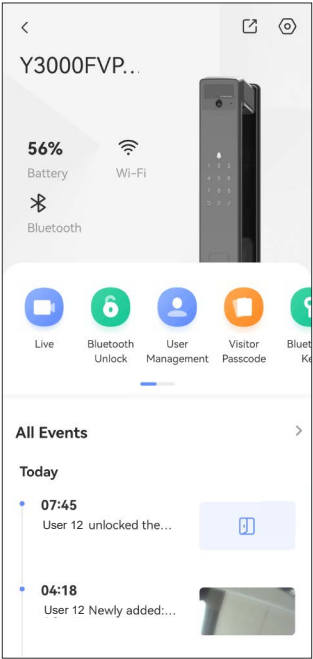 Y3000FVP...
56%
Battery
Wi-Fi
Bluetooth
Live
Bluetooth
Unlock
User
Management
Visitor
Passcode
Bluet
Ke
All Events
Today
07:45
User 12 unlocked the...
04:18
User 12 Newly added:...